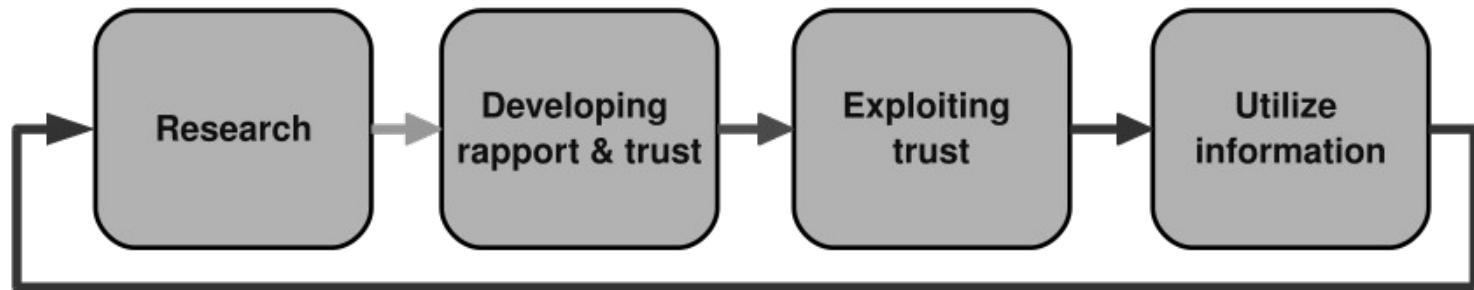 Research
Developing
rapport & trust
Exploiting
trust
Utilize
information